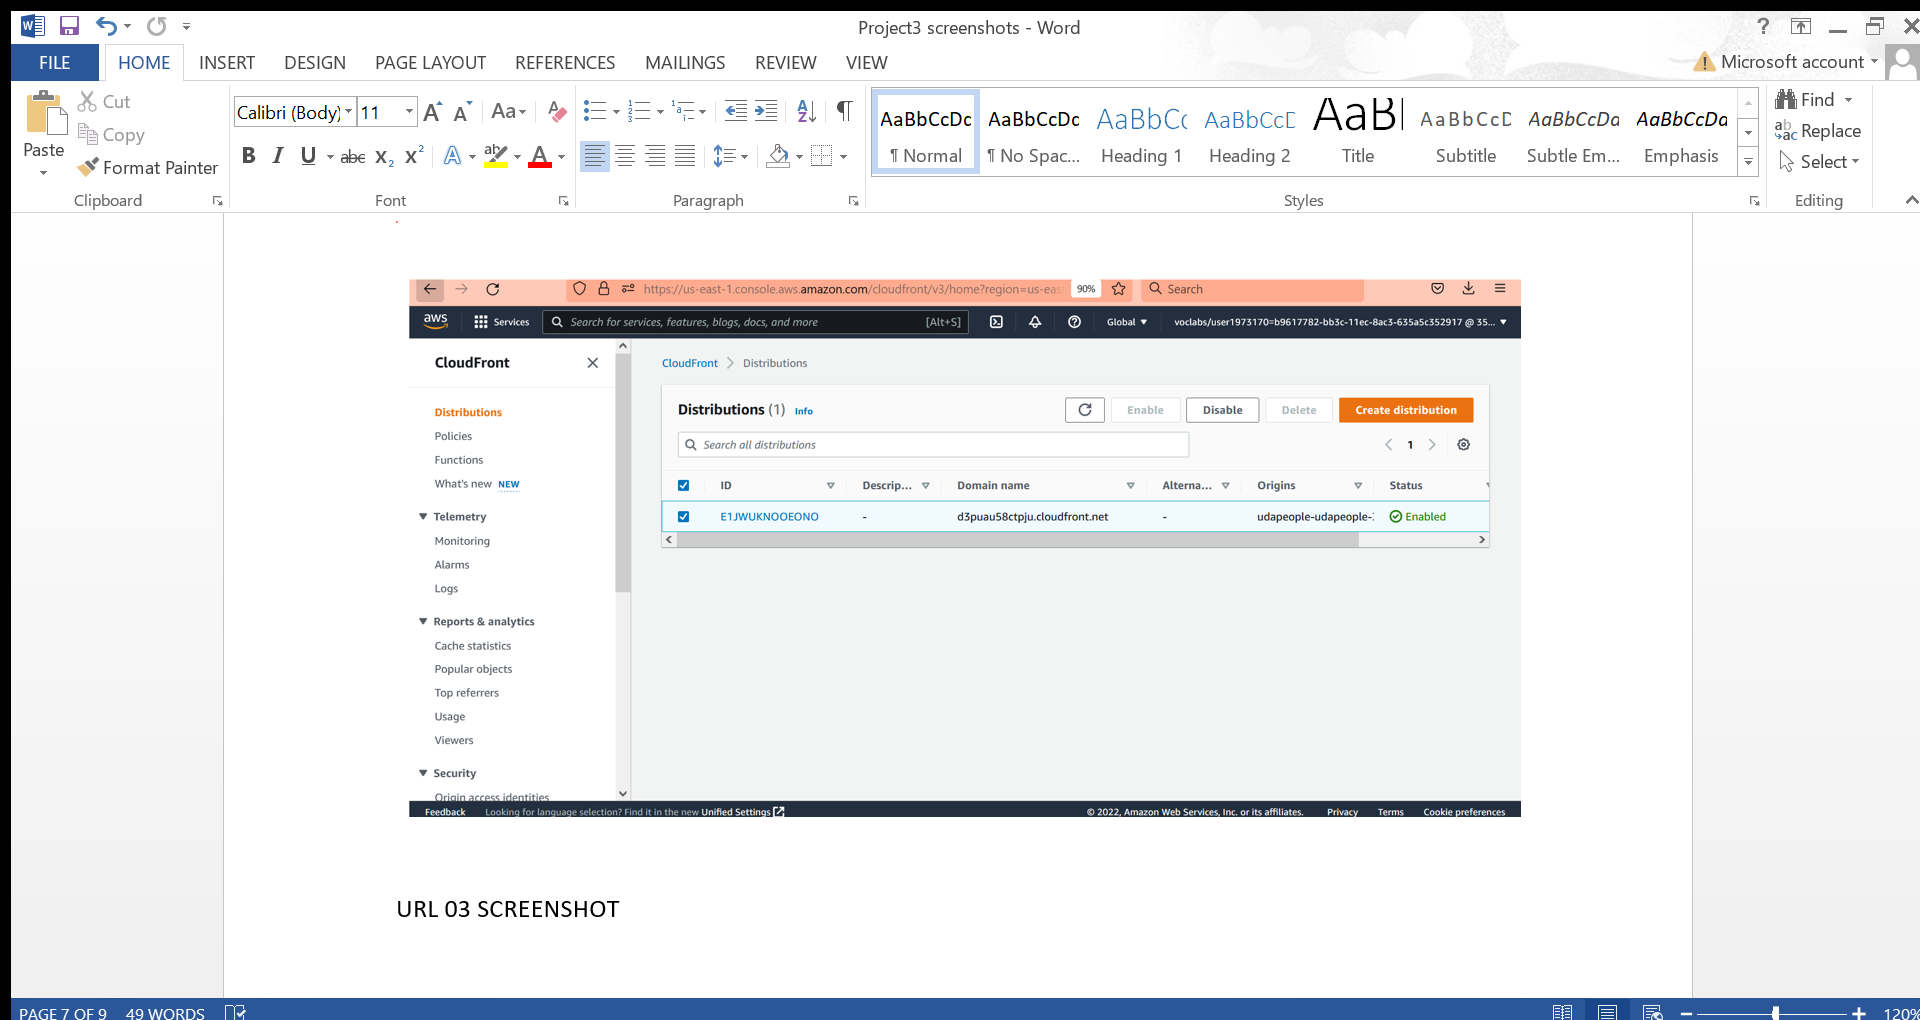 Project3 screenshots - Word
FILE HOME INSERT DESIGN PAGE LAYOUT REFERENCES MAILINGS REVIEW VIEW Microsoft account
Cut
Copy
Paste
Format Painter
Clipboard
Calibri (Body) 11
Font
Paragraph
AaBbCcDc AaBbCcDc AaBbCc AaBbCcD AaBl AaBbCcD AaBbCcDa AaBbCcDa
¶ Normal ¶ No Spac... Heading 1 Heading 2 Title Subtitle Subtle Em... Emphasis
Styles
Find
Replace
Select
Editing
https://us-east-1.console.aws.amazon.com/cloudfront/v3/home?region=us-eas 90% Search
aws Services Search for services, features, blogs, docs, and more [Alt+S] Global voclabs/user1973170=b9617782-bb3c-11ec-8ac3-635a5c352917 @ 35...
CloudFront
Distributions
Policies
Functions
What's new NEW
Telemetry
Monitoring
Alarms
Logs
Reports & analytics
Cache statistics
Popular objects
Top referrers
Usage
Viewers
Security
Origin access identities
CloudFront Distributions
Distributions (1) Info Enable Disable Delete Create distribution
Search all distributions 1
ID Descrip... Domain name Alterna... Origins Status
E1JWUKNOOEONO - d3puau58ctpju.cloudfront.net - udapeople-udapeople- Enabled
Feedback Looking for language selection? Find it in the new Unified Settings © 2022, Amazon Web Services, Inc. or its affiliates. Privacy Terms Cookie preferences
URL 03 SCREENSHOT
PAGE 7 OF 9 49 WORDS 120%